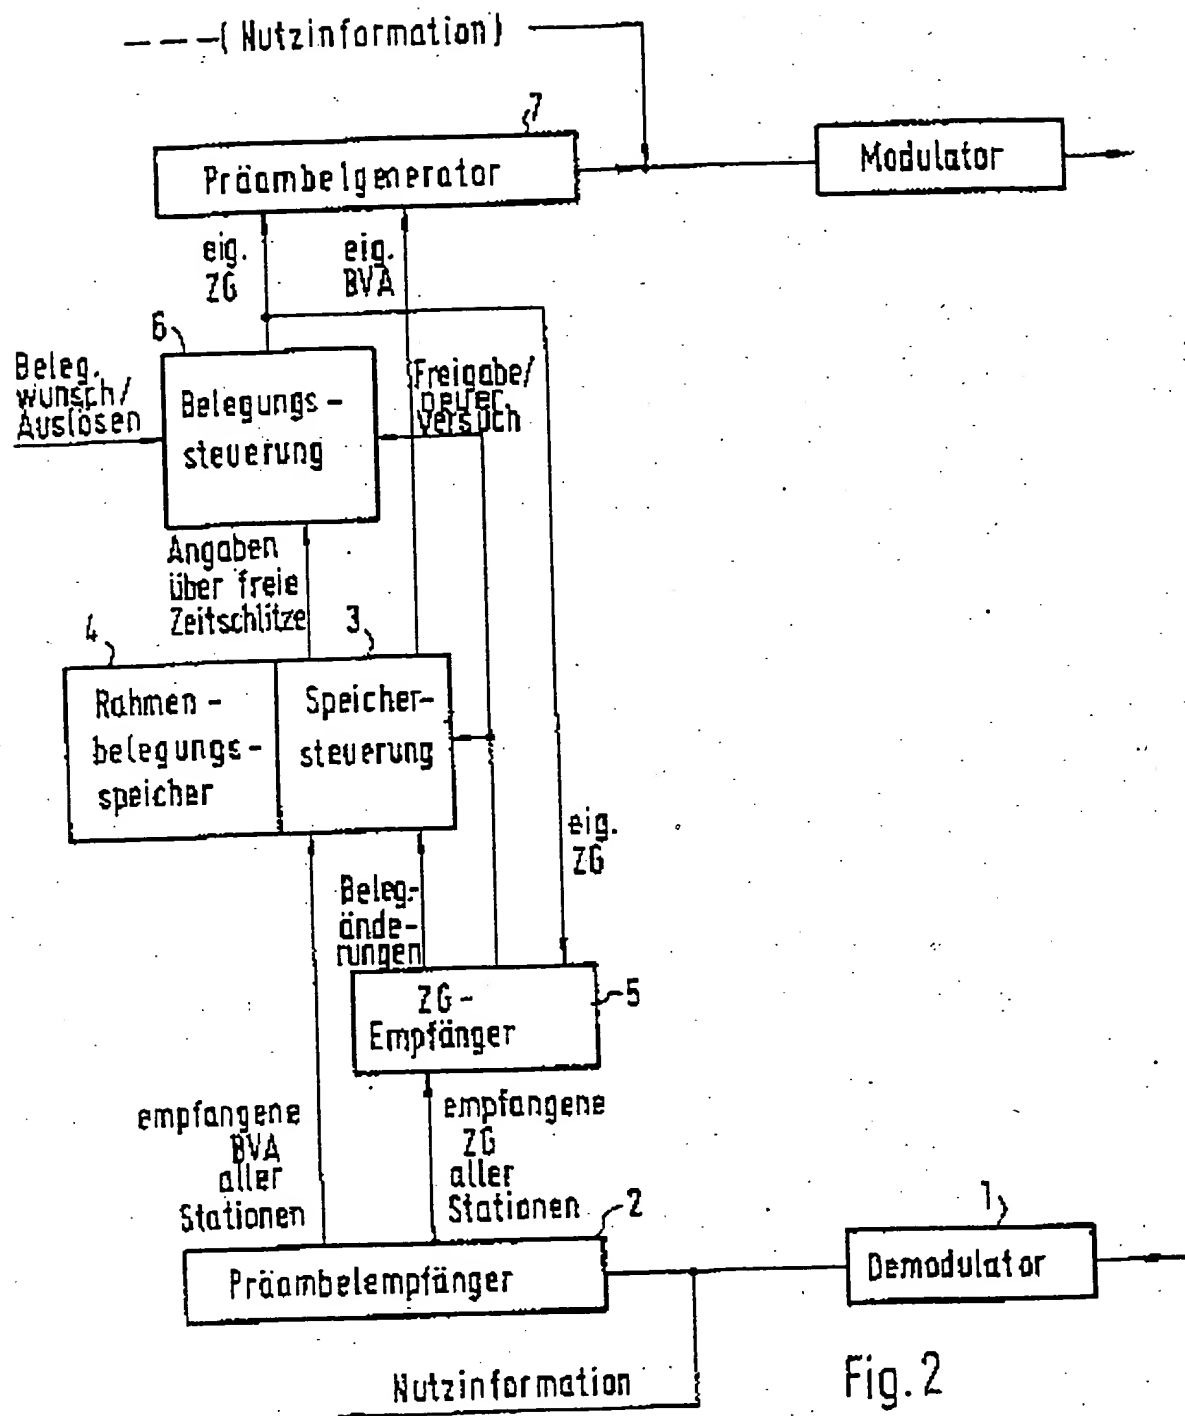 ---( Nutzinformation)
7
Präambelgenerator
Modulator
eig.
ZG
eig.
BVA
6
Beleg.
wunsch/
Auslösen
Belegungs-
steuerung
Freigabe/
neuer
Versuch
Angaben
über freie
Zeitschlitze
4
3
Rahmen-
belegungs-
speicher
Speicher-
steuerung
eig.
ZG
Beleg.-
ände-
rungen
ZG-
Empfänger
5
empfangene
BVA
aller
Stationen
empfangene
ZG
aller
Stationen
2
1
Präambelempfänger
Demodulator
Nutzinformation
Fig. 2